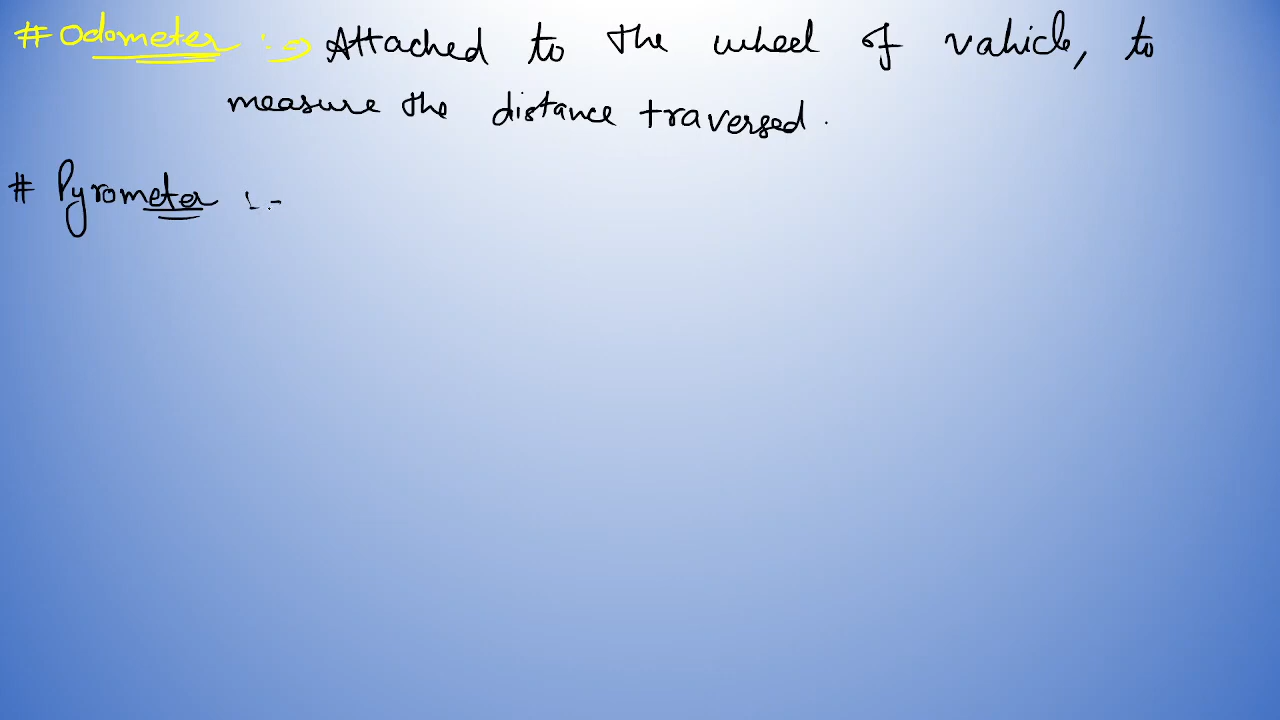 # Odometer :→ Attached to the wheel of vahicle, to
measure the distance traversed.
# Pyrometer :-